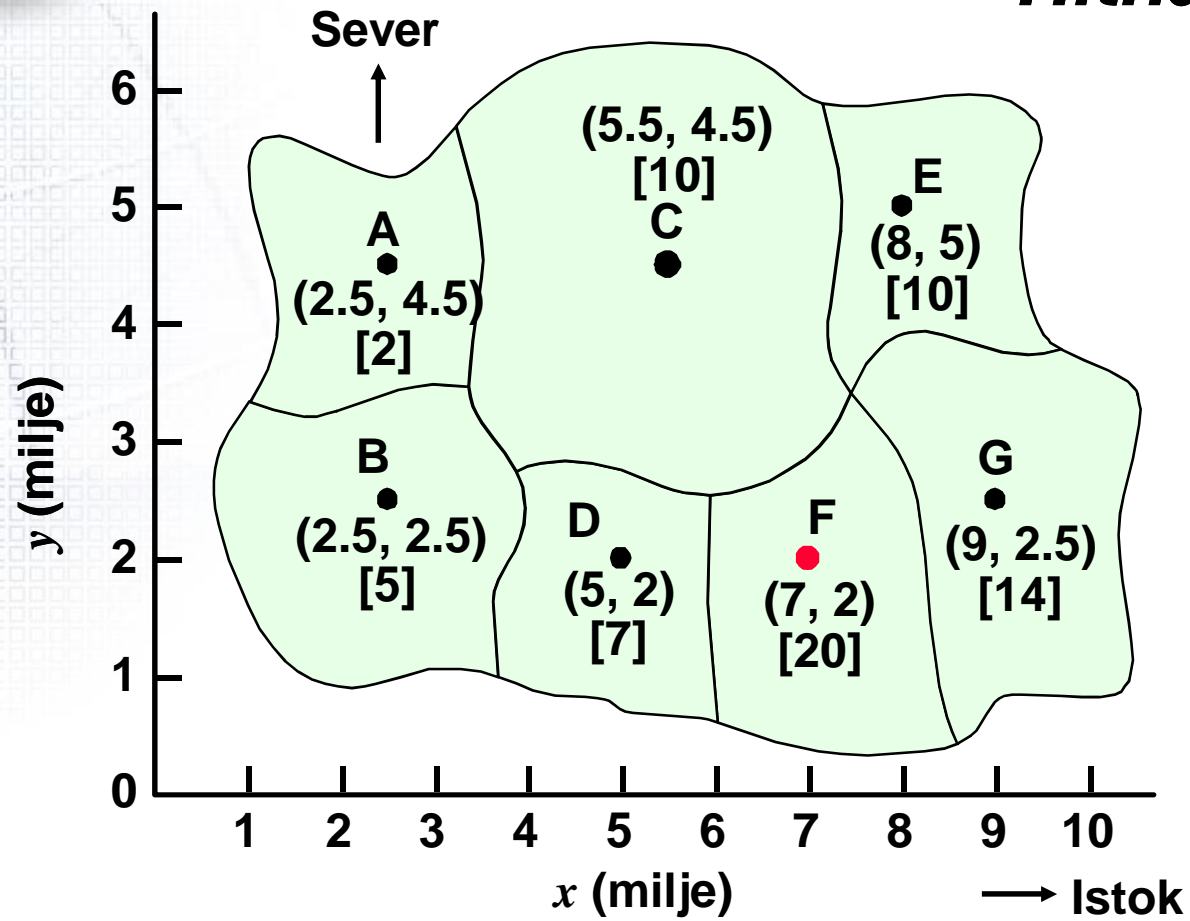 Sever
6
5
4
3
2
1
0
y (milje)
A
(2.5, 4.5)
[2]
(5.5, 4.5)
[10]
C
E
(8, 5)
[10]
B
(2.5, 2.5)
[5]
D
(5, 2)
[7]
F
(7, 2)
[20]
G
(9, 2.5)
[14]
1 2 3 4 5 6 7 8 9 10
x (milje)
Istok